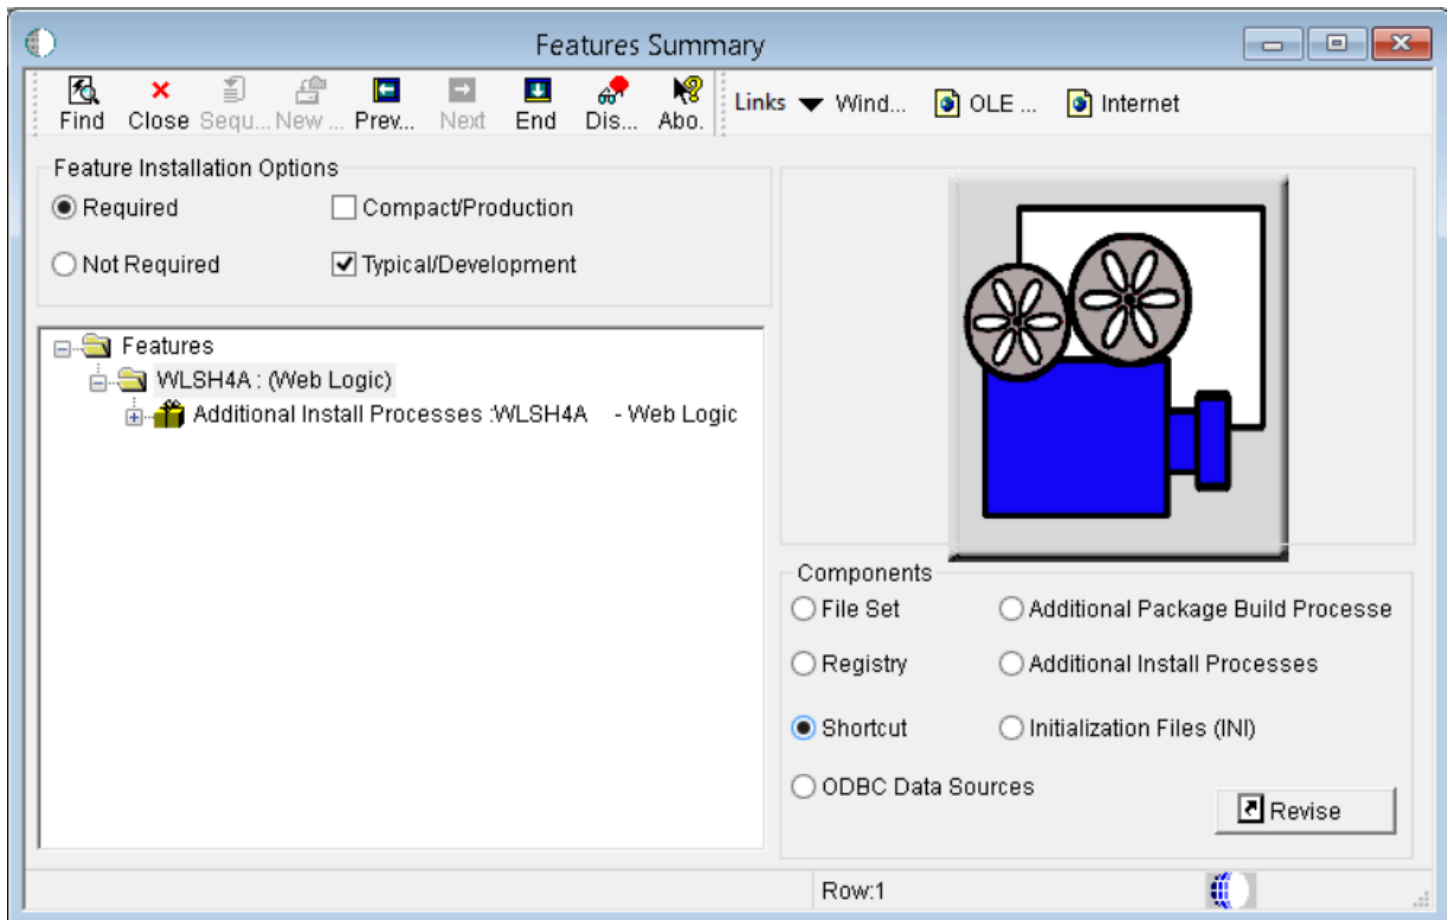 Features Summary
Find Close Sequ... New ... Prev... Next End Dis... Abo. Links Wind... OLE ... Internet
Feature Installation Options
Required Compact/Production
Not Required Typical/Development
Features
WLSH4A : (Web Logic)
Additional Install Processes :WLSH4A - Web Logic
Components
File Set Additional Package Build Processe
Registry Additional Install Processes
Shortcut Initialization Files (INI)
ODBC Data Sources
Revise
Row:1